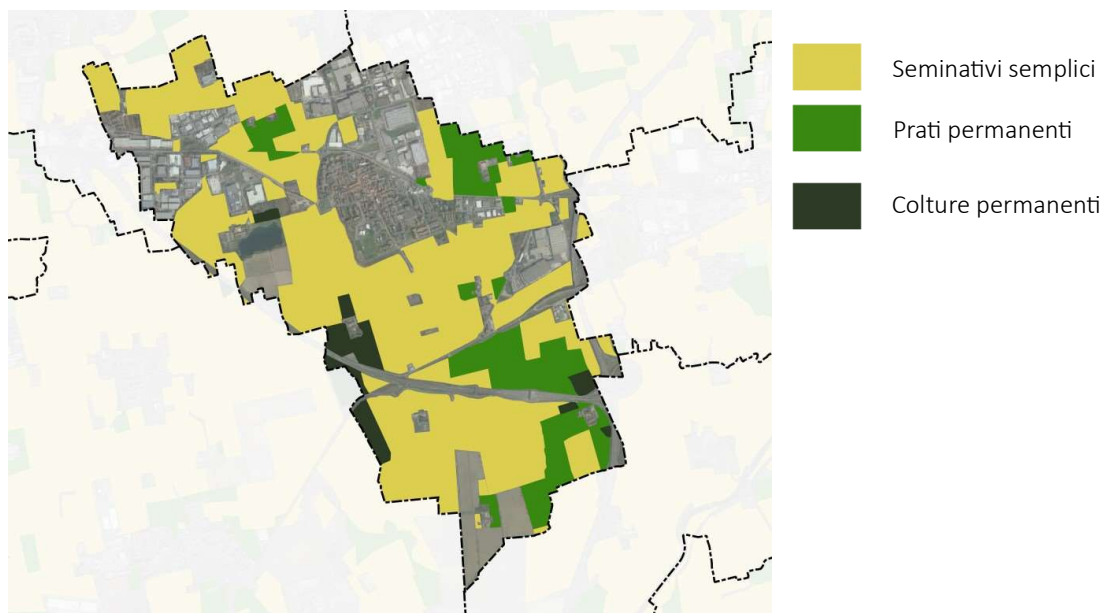 Seminativi semplici
Prati permanenti
Colture permanenti